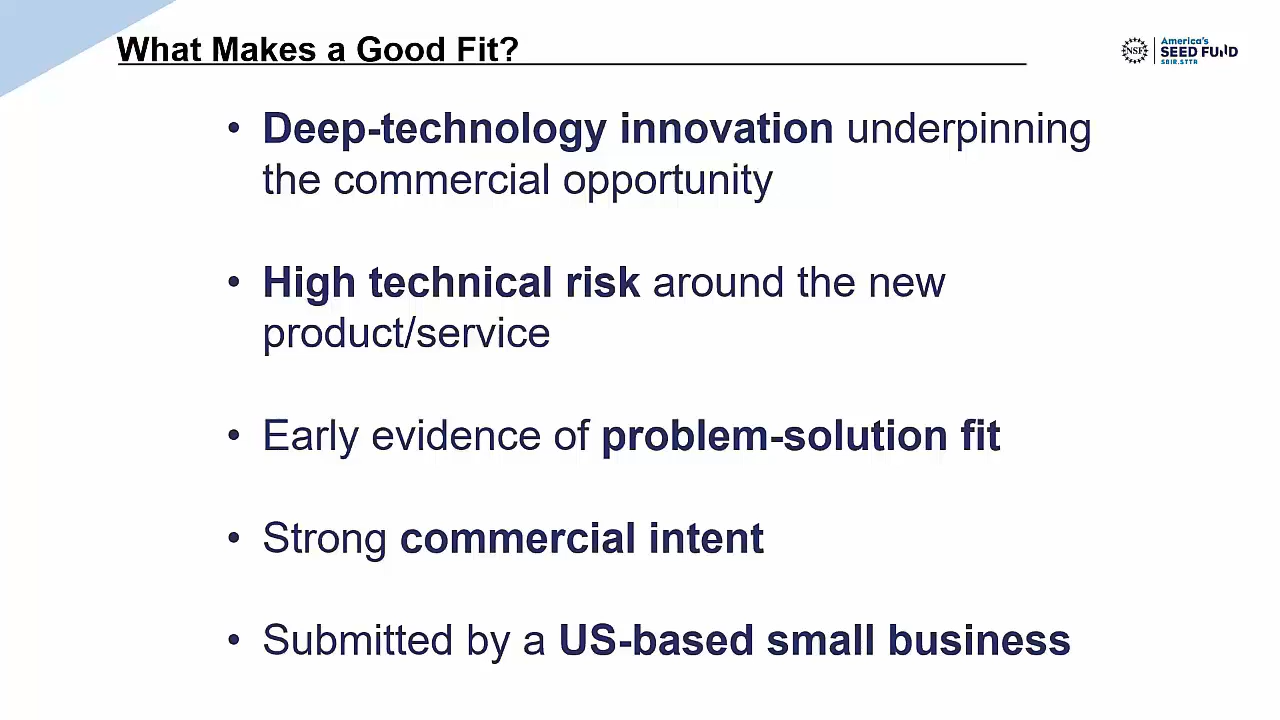 What Makes a Good Fit?
NSF
America's
SEED FUND
SBIR.STTR
• Deep-technology innovation underpinning
the commercial opportunity
• High technical risk around the new
product/service
• Early evidence of problem-solution fit
• Strong commercial intent
• Submitted by a US-based small business